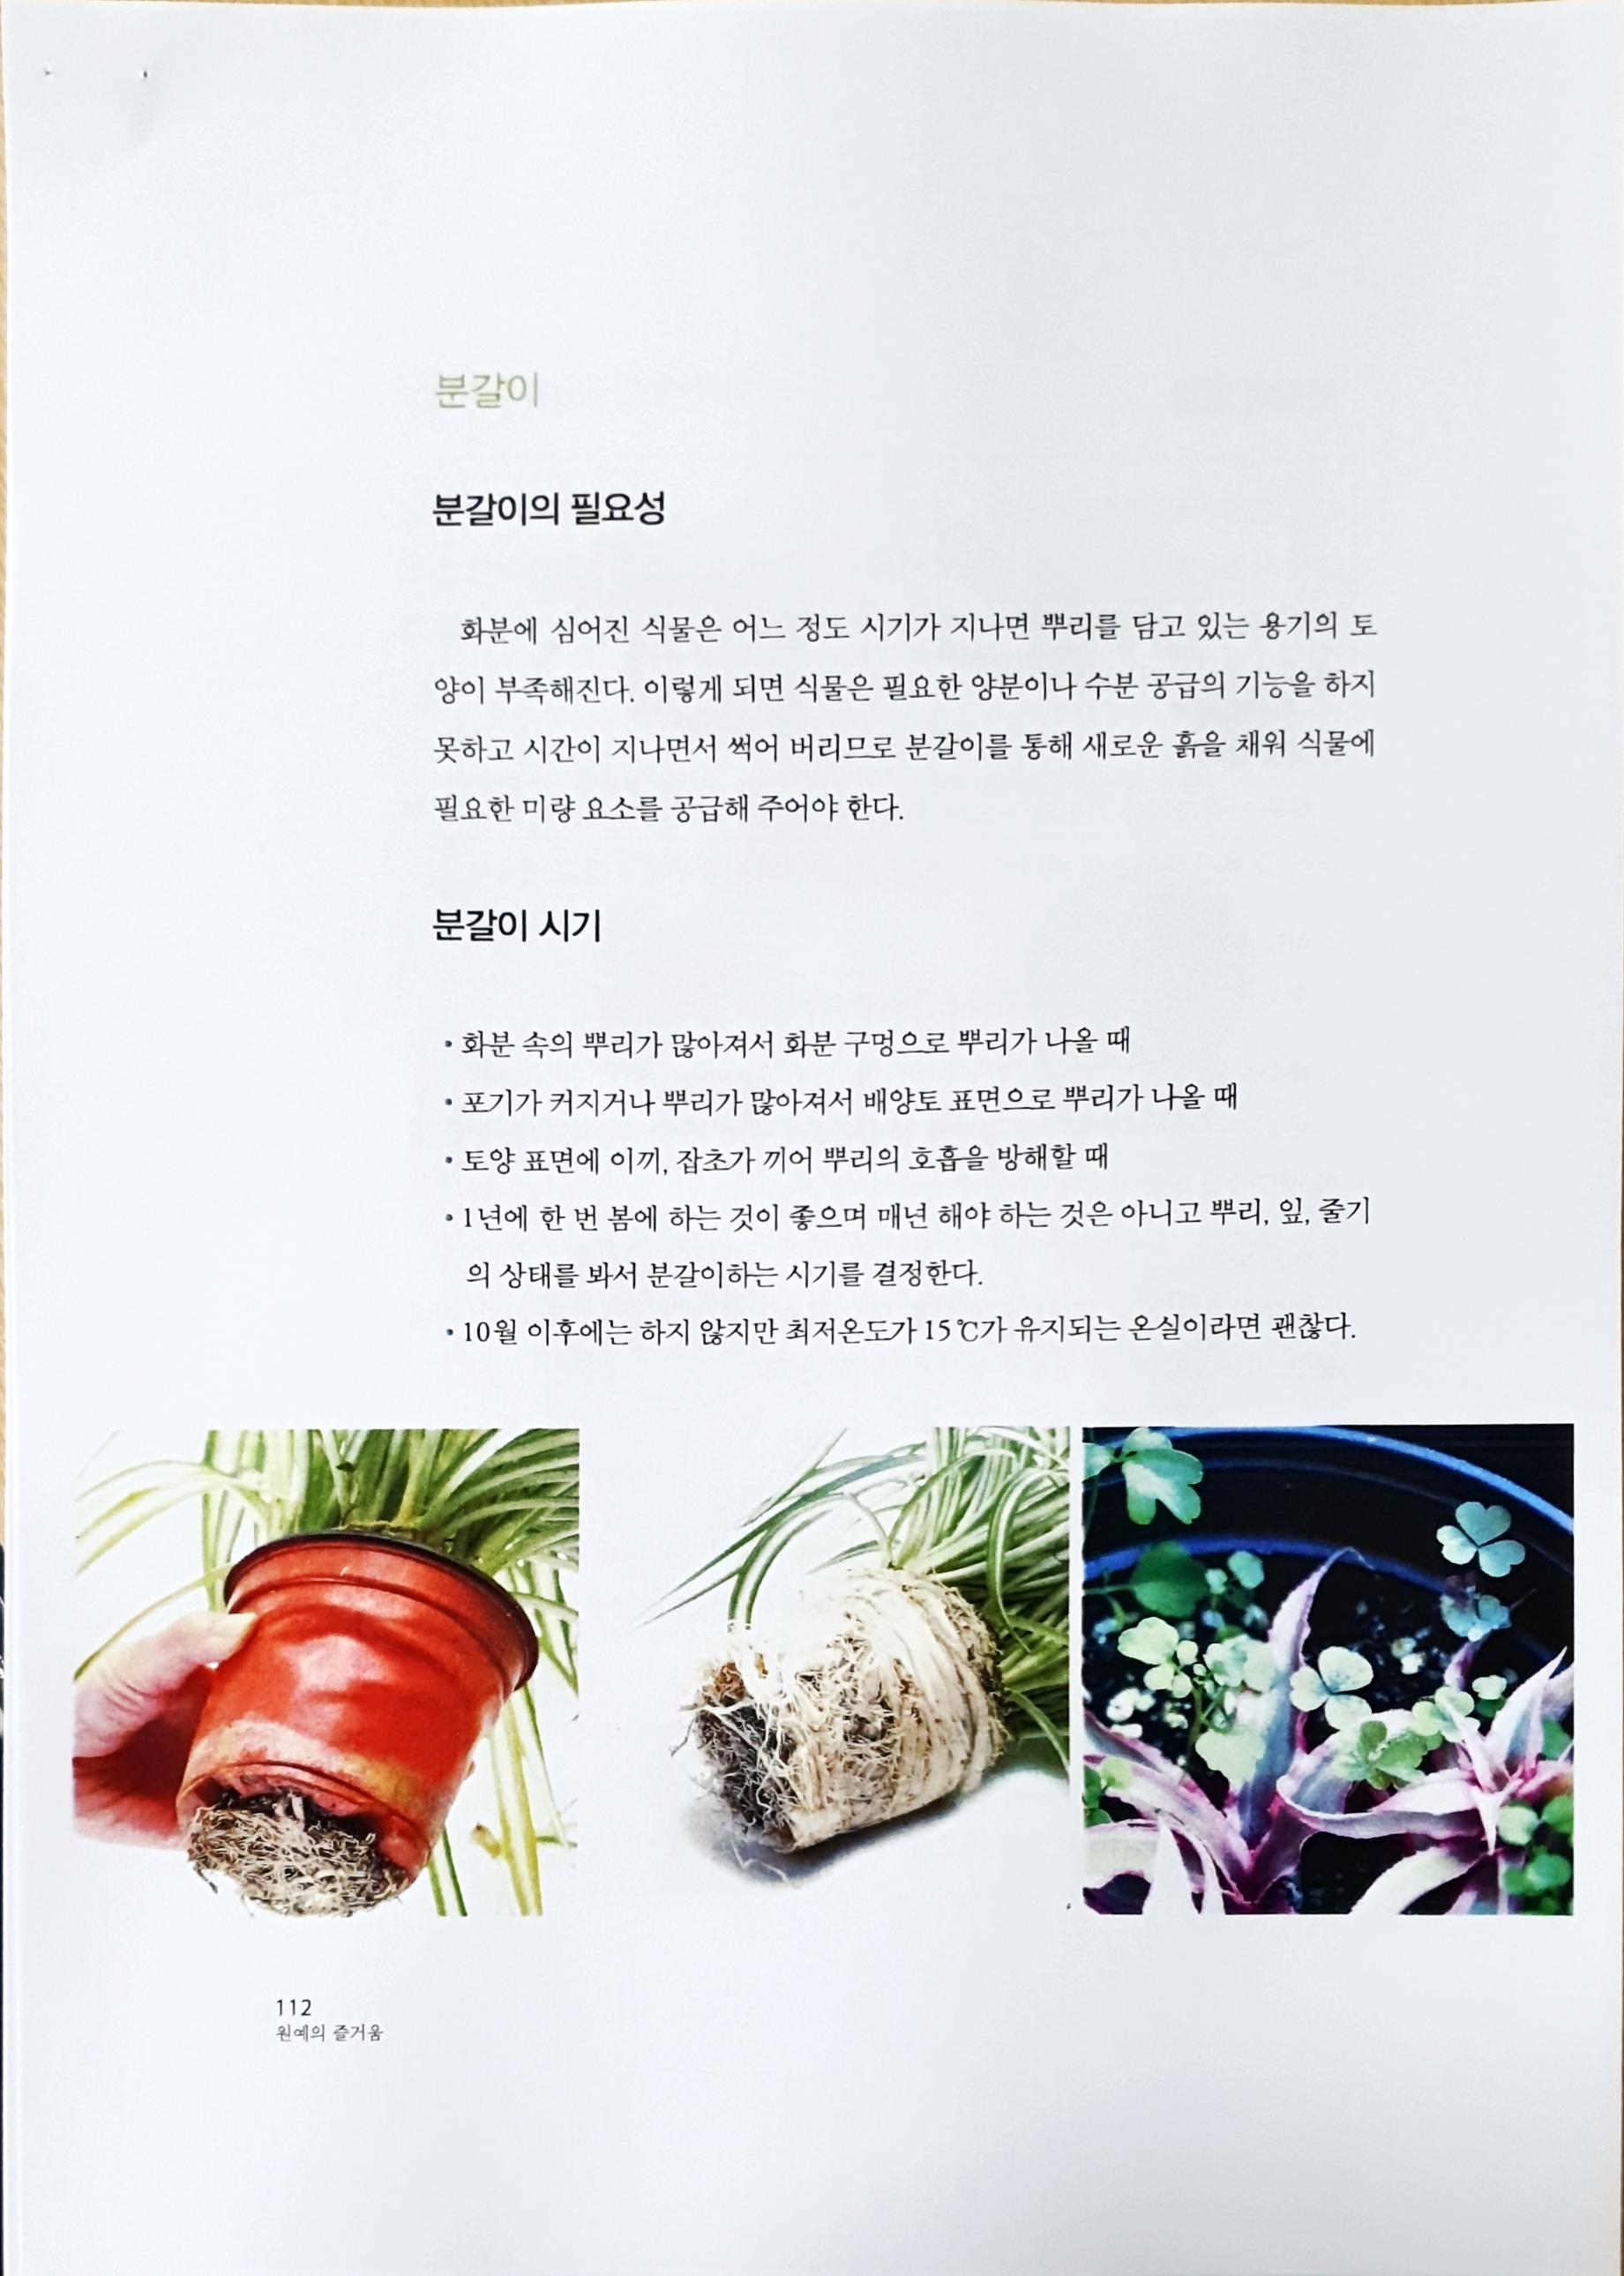 분갈이
분갈이의 필요성
화분에 심어진 식물은 어느 정도 시기가 지나면 뿌리를 담고 있는 용기의 토
양이 부족해진다. 이렇게 되면 식물은 필요한 양분이나 수분 공급의 기능을 하지
못하고 시간이 지나면서 썩어 버리므로 분갈이를 통해 새로운 흙을 채워 식물에
필요한 미량 요소를 공급해 주어야 한다.
분갈이 시기
• 화분 속의 뿌리가 많아져서 화분 구멍으로 뿌리가 나올 때
• 포기가 커지거나 뿌리가 많아져서 배양토 표면으로 뿌리가 나올 때
• 토양 표면에 이끼, 잡초가 끼어 뿌리의 호흡을 방해할 때
• 1년에 한 번 봄에 하는 것이 좋으며 매년 해야 하는 것은 아니고 뿌리, 잎, 줄기
의 상태를 봐서 분갈이하는 시기를 결정한다.
• 10월 이후에는 하지 않지만 최저온도가 15℃가 유지되는 온실이라면 괜찮다.
112
원예의 즐거움